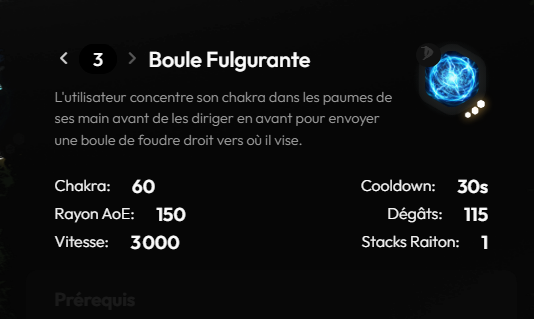 3 Boule Fulgurante
L'utilisateur concentre son chakra dans les paumes de
ses main avant de les diriger en avant pour envoyer
une boule de foudre droit vers où il vise.
Chakra: 60 Cooldown: 30s
Rayon AoE: 150 Dégâts: 115
Vitesse: 3000 Stacks Raiton: 1
Prérequis